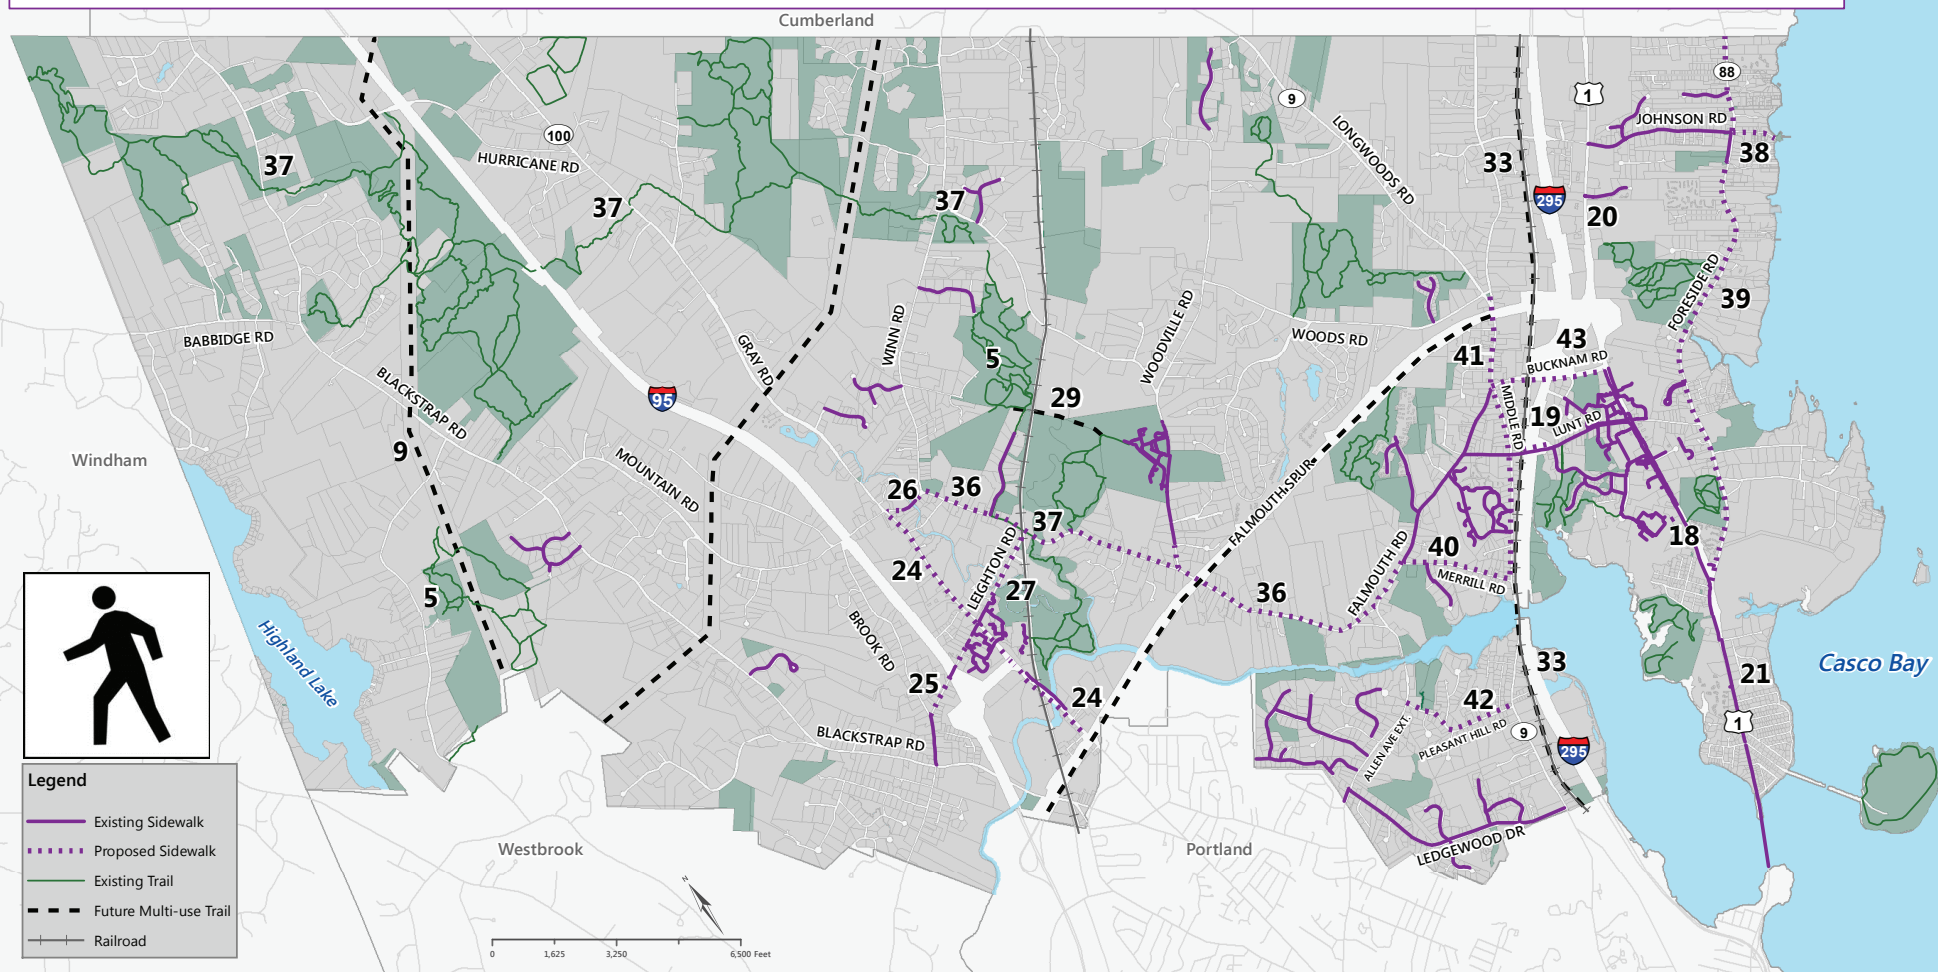 Cumberland
88
9
1
JOHNSON RD
LONGWOODS RD
100
HURRICANE RD
33
38
37
37
37
295
20
FORESIDE RD
39
BABBIDGE RD
GRAY RD
WINN RD
WOODVILLE RD
WOODS RD
43
41
BUCKNAM RD
5
BLACKSTRAP RD
95
29
MIDDLE RD
19
LUNT RD
9
Windham
MOUNTAIN RD
FALMOUTH SPUR
26
36
37
18
LEIGHTON RD
40
24
FALMOUTH RD
MERRILL RD
27
36
5
Highland Lake
BROOK RD
33
Casco Bay
25
24
42
21
ALLEN AVE EXT.
PLEASANT HILL RD
9
1
BLACKSTRAP RD
295
Legend
Existing Sidewalk
Proposed Sidewalk
Existing Trail
Future Multi-use Trail
Railroad
Westbrook
Portland
LEDGEWOOD DR
N
0 1,625 3,250 6,500 Feet